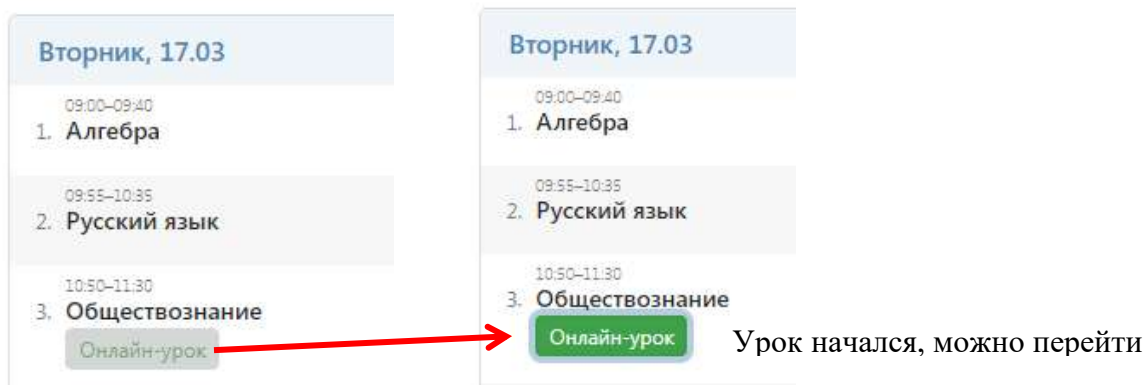 Вторник, 17.03
09:00–09:40
1. Алгебра
09:55–10:35
2. Русский язык
10:50–11:30
3. Обществознание
Онлайн-урок
Вторник, 17.03
09:00–09:40
1. Алгебра
09:55–10:35
2. Русский язык
10:50–11:30
3. Обществознание
Онлайн-урок
Урок начался, можно перейти